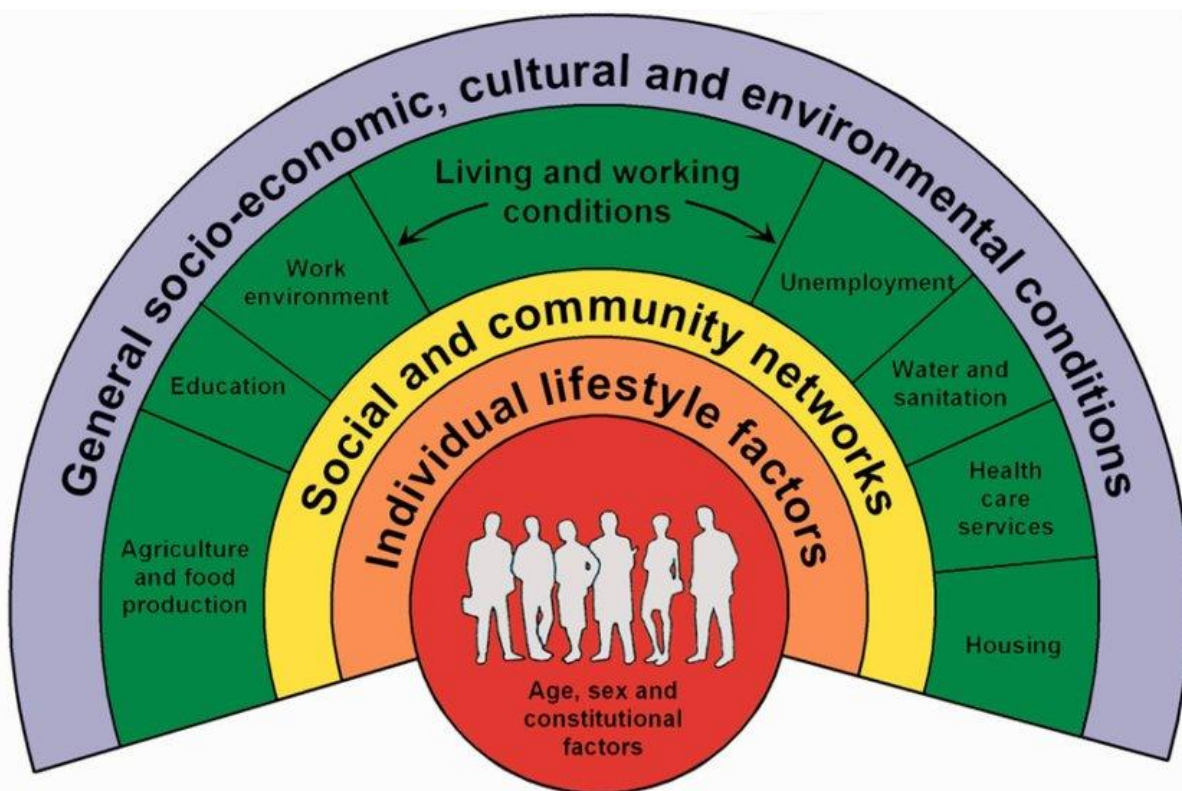 General socio-economic, cultural and environmental conditions
Living and working
conditions
Work
environment
Education
Agriculture
and food
production
Unemployment
Water and
sanitation
Health
care
services
Housing
Social and community networks
Individual lifestyle factors
Age, sex and
constitutional
factors